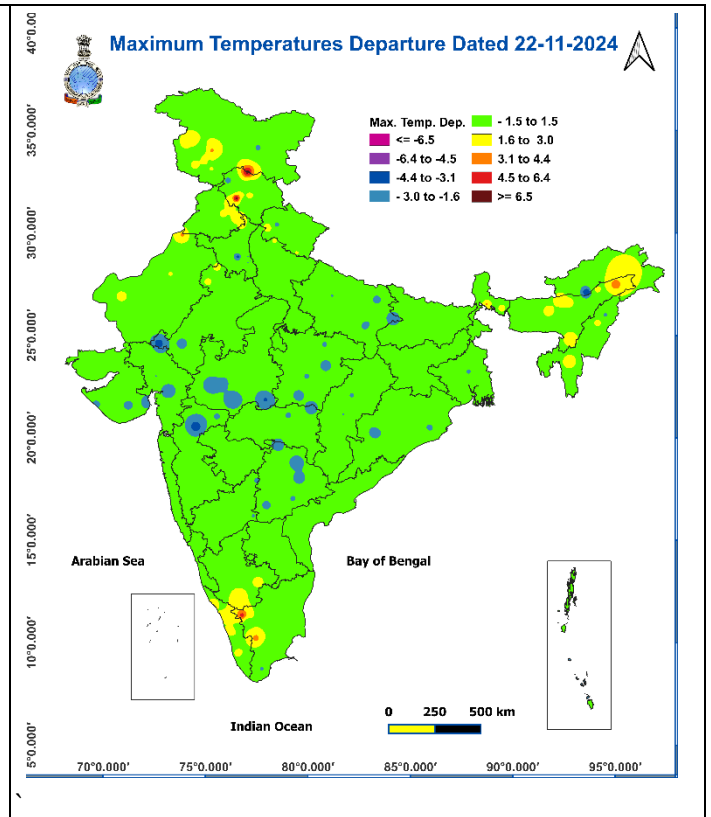 Maximum Temperatures Departure Dated 22-11-2024
Max. Temp. Dep.
<= -6.5
-6.4 to -4.5
-4.4 to -3.1
- 3.0 to -1.6
- 1.5 to 1.5
1.6 to 3.0
3.1 to 4.4
4.5 to 6.4
>= 6.5
40°0.000'
35°0.000'
30°0.000'
25°0.000'
20°0.000'
15°0.000'
10°0.000'
5°0.000'
Arabian Sea
Bay of Bengal
Indian Ocean
0 250 500 km
70°0.000' 75°0.000' 80°0.000' 85°0.000' 90°0.000' 95°0.000'
`